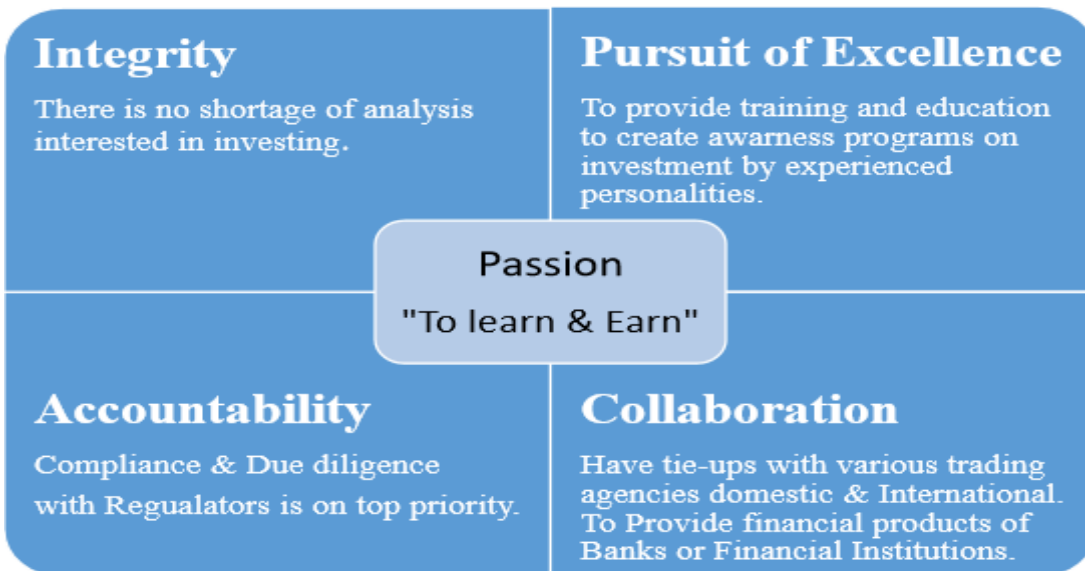 Integrity
There is no shortage of analysis
interested in investing.
Pursuit of Excellence
To provide training and education
to create awarness programs on
investment by experienced
personalities.
Passion
"To learn & Earn"
Accountability
Compliance & Due diligence
with Regualators is on top priority.
Collaboration
Have tie-ups with various trading
agencies domestic & International.
To Provide financial products of
Banks or Financial Institutions.